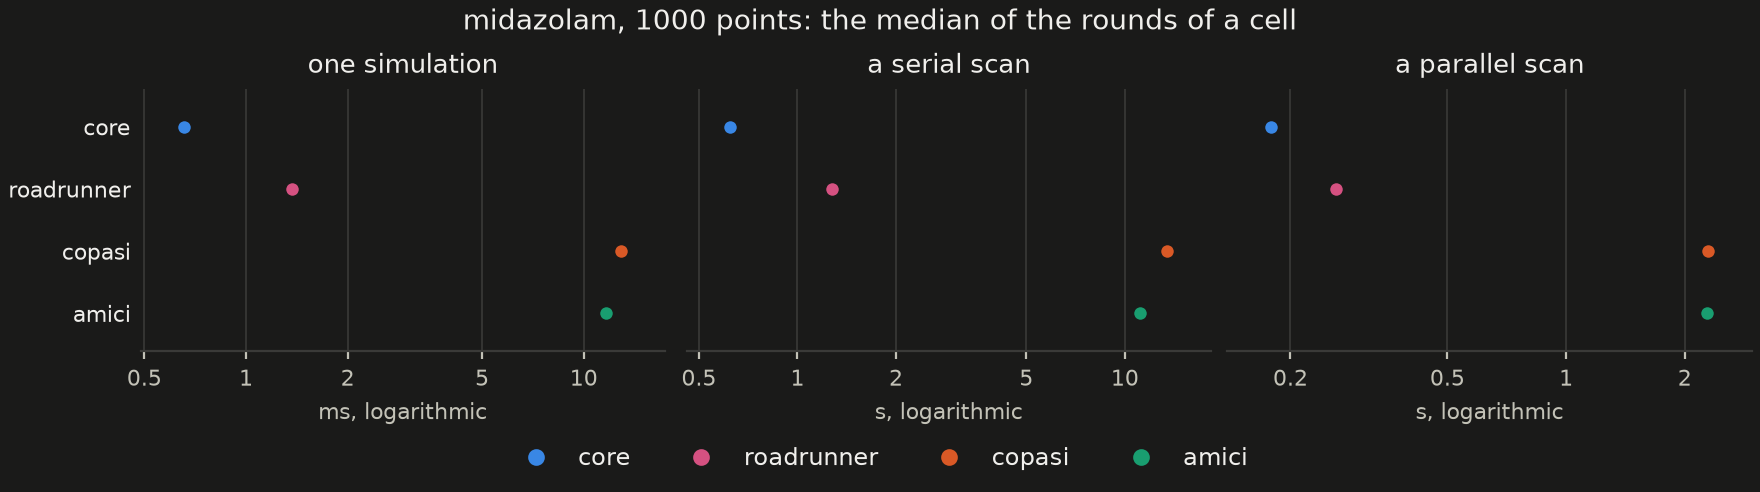 midazolam, 1000 points: the median of the rounds of a cell
one simulation
a serial scan
a parallel scan
core
roadrunner
copasi
amici
0.5 1 2 5 10
0.5 1 2 5 10
0.2 0.5 1 2
ms, logarithmic
s, logarithmic
s, logarithmic
core roadrunner copasi amici